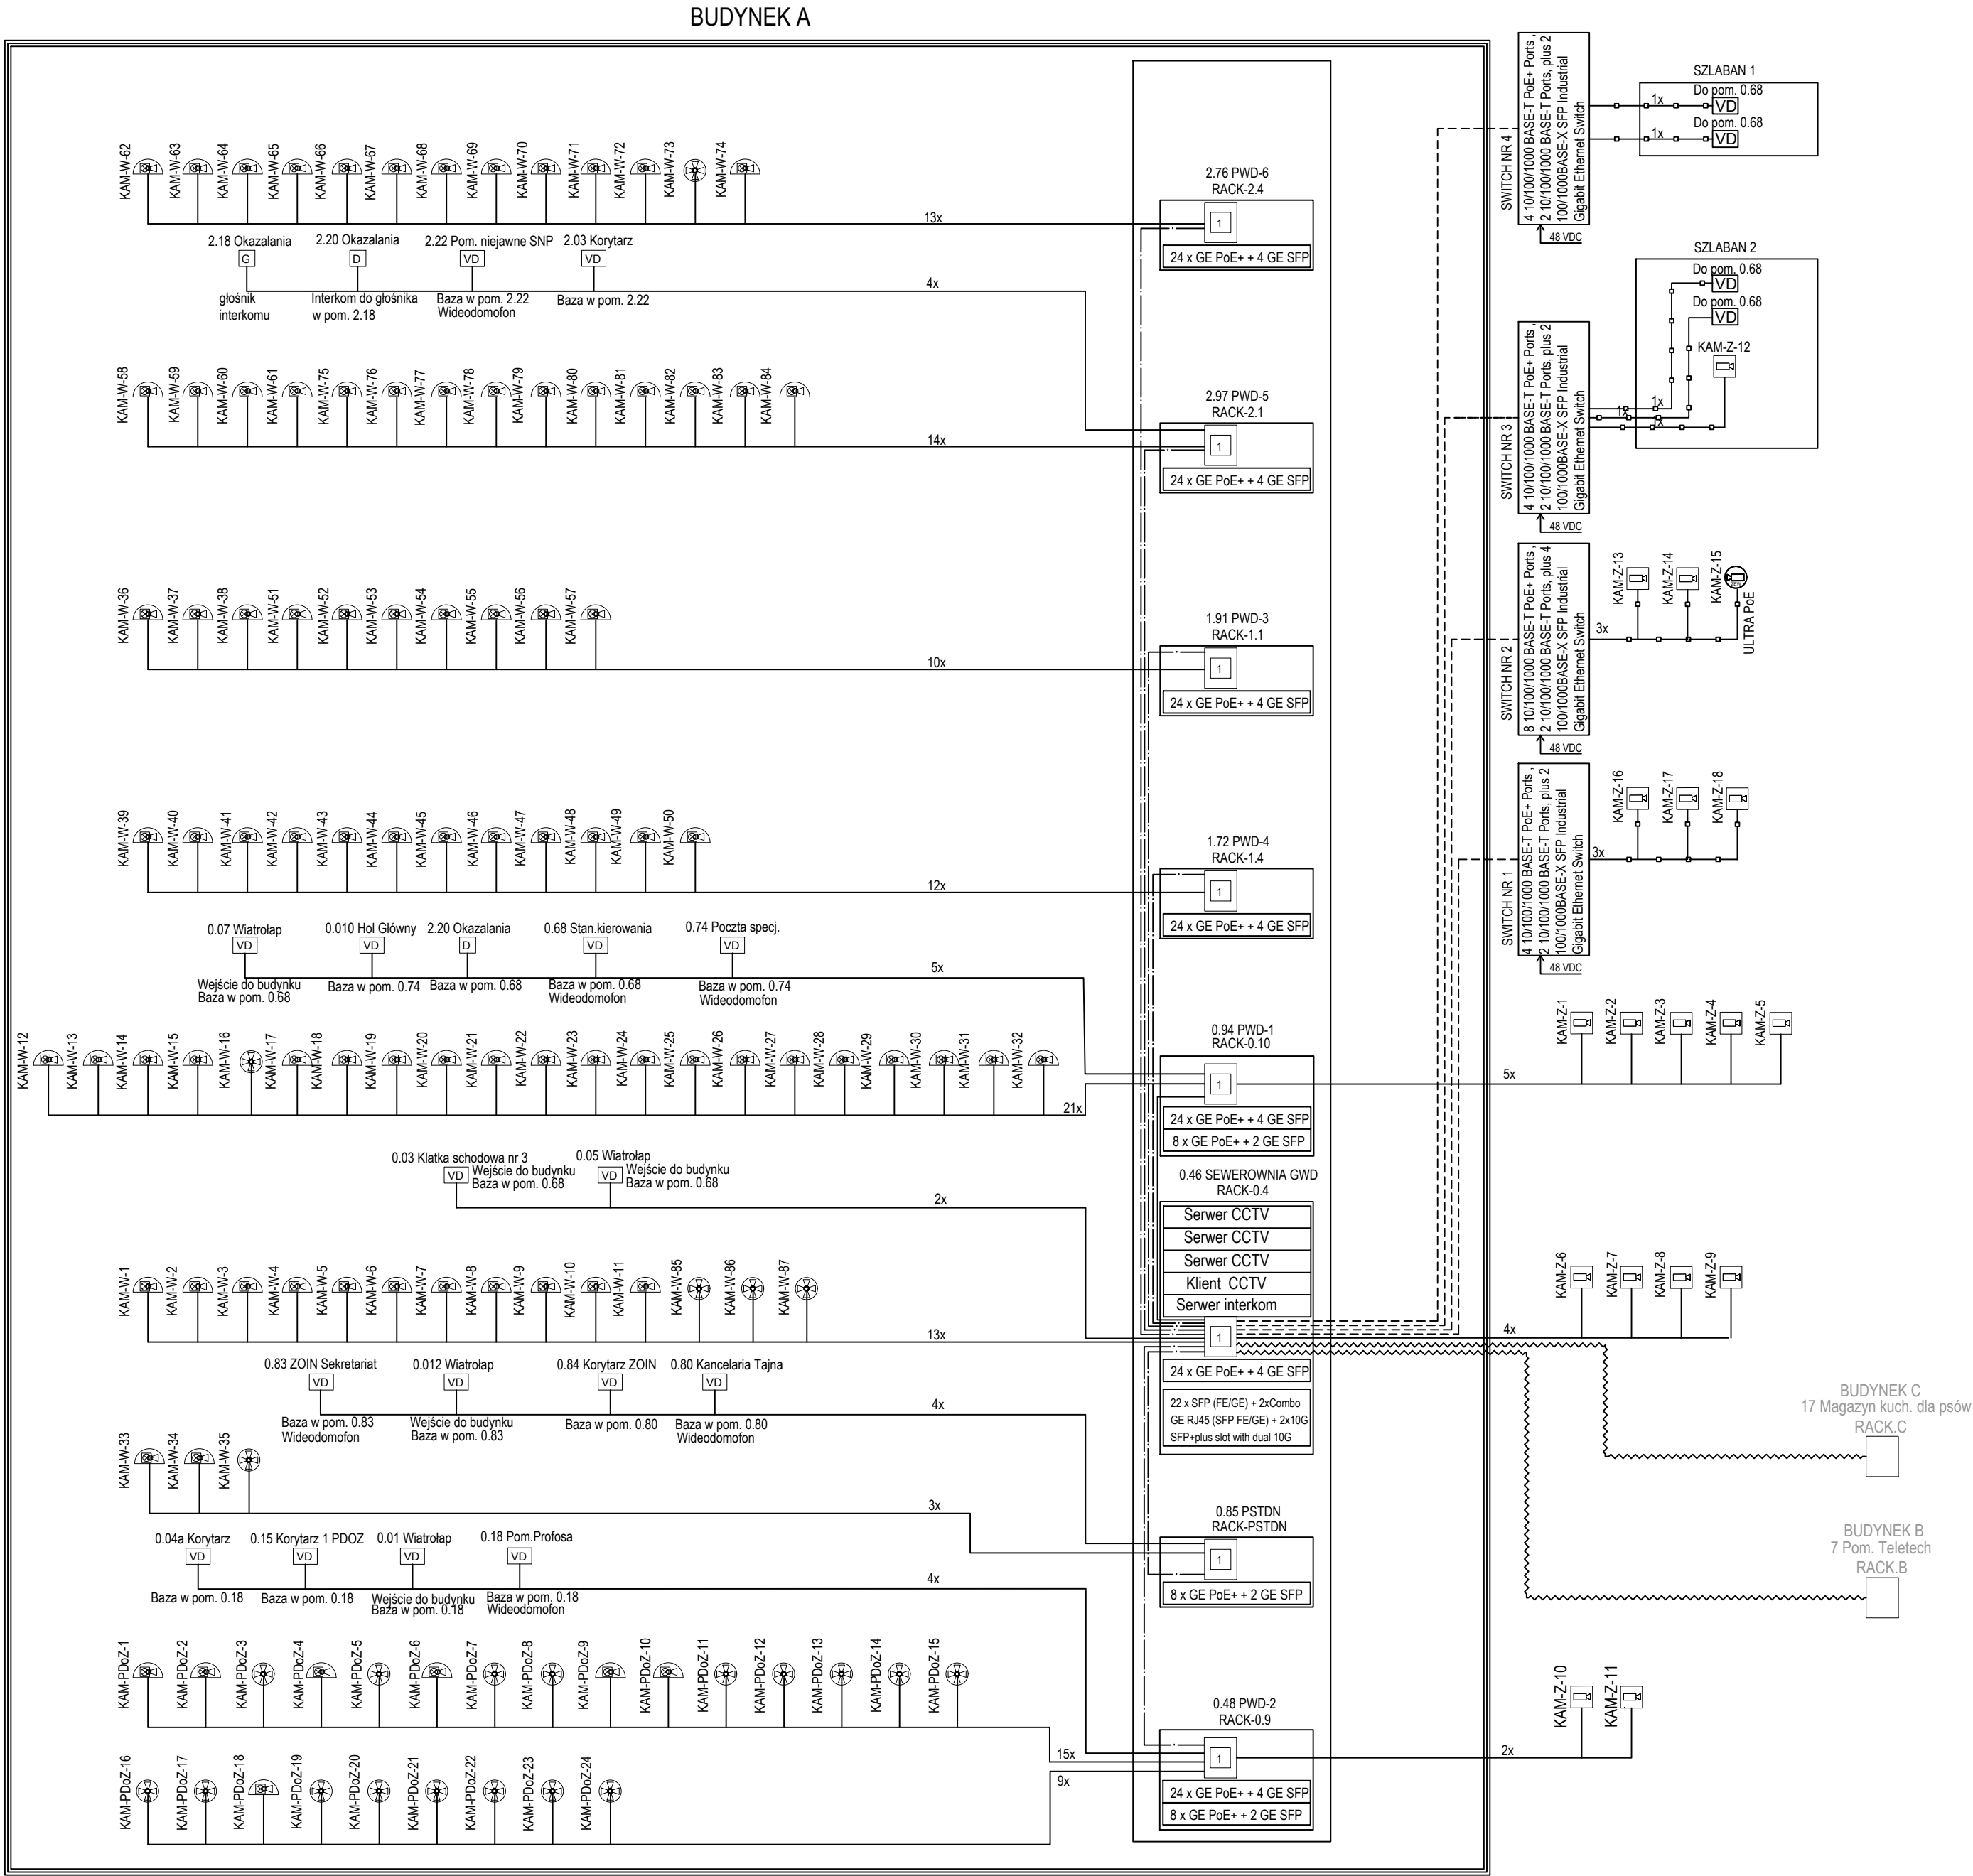 BUDYNEK A
KAM-W-62
KAM-W-63
KAM-W-64
KAM-W-65
KAM-W-66
KAM-W-67
KAM-W-68
KAM-W-69
KAM-W-70
KAM-W-71
KAM-W-72
KAM-W-73
KAM-W-74
13x
2.76 PWD-6
RACK-2.4
1
24 x GE PoE+ + 4 GE SFP
2.18 Okazalania
G
głośnik
interkomu
2.20 Okazalania
D
Interkom do głośnika
w pom. 2.18
2.22 Pom. niejawne SNP
VD
Baza w pom. 2.22
Wideodomofon
2.03 Korytarz
VD
Baza w pom. 2.22
4x
KAM-W-58
KAM-W-59
KAM-W-60
KAM-W-61
KAM-W-75
KAM-W-76
KAM-W-77
KAM-W-78
KAM-W-79
KAM-W-80
KAM-W-81
KAM-W-82
KAM-W-83
KAM-W-84
14x
2.97 PWD-5
RACK-2.1
1
24 x GE PoE+ + 4 GE SFP
KAM-W-36
KAM-W-37
KAM-W-38
KAM-W-51
KAM-W-52
KAM-W-53
KAM-W-54
KAM-W-55
KAM-W-56
KAM-W-57
10x
1.91 PWD-3
RACK-1.1
1
24 x GE PoE+ + 4 GE SFP
KAM-W-39
KAM-W-40
KAM-W-41
KAM-W-42
KAM-W-43
KAM-W-44
KAM-W-45
KAM-W-46
KAM-W-47
KAM-W-48
KAM-W-49
KAM-W-50
12x
1.72 PWD-4
RACK-1.4
1
24 x GE PoE+ + 4 GE SFP
0.07 Wiatrołap
VD
Wejście do budynku
Baza w pom. 0.68
0.010 Hol Główny
VD
Baza w pom. 0.74
2.20 Okazalania
D
Baza w pom. 0.68
0.68 Stan.kierowania
VD
Baza w pom. 0.68
Wideodomofon
0.74 Poczta specj.
VD
Baza w pom. 0.74
Wideodomofon
5x
KAM-W-12
KAM-W-13
KAM-W-14
KAM-W-15
KAM-W-16
KAM-W-17
KAM-W-18
KAM-W-19
KAM-W-20
KAM-W-21
KAM-W-22
KAM-W-23
KAM-W-24
KAM-W-25
KAM-W-26
KAM-W-27
KAM-W-28
KAM-W-29
KAM-W-30
KAM-W-31
KAM-W-32
21x
0.94 PWD-1
RACK-0.10
1
24 x GE PoE+ + 4 GE SFP
8 x GE PoE+ + 2 GE SFP
0.03 Klatka schodowa nr 3
VD
Wejście do budynku
Baza w pom. 0.68
0.05 Wiatrołap
VD
Wejście do budynku
Baza w pom. 0.68
2x
0.46 SEWEROWNIA GWD
RACK-0.4
Serwer CCTV
Serwer CCTV
Serwer CCTV
Klient CCTV
Serwer interkom
1
24 x GE PoE+ + 4 GE SFP
22 x SFP (FE/GE) + 2xCombo
GE RJ45 (SFP FE/GE) + 2x10G
SFP+plus slot with dual 10G
KAM-W-1
KAM-W-2
KAM-W-3
KAM-W-4
KAM-W-5
KAM-W-6
KAM-W-7
KAM-W-8
KAM-W-9
KAM-W-10
KAM-W-11
KAM-W-85
KAM-W-86
KAM-W-87
13x
0.83 ZOIN Sekretariat
VD
Baza w pom. 0.83
Wideodomofon
0.012 Wiatrołap
VD
Wejście do budynku
Baza w pom. 0.83
0.84 Korytarz ZOIN
VD
Baza w pom. 0.80
0.80 Kancelaria Tajna
VD
Baza w pom. 0.80
Wideodomofon
4x
KAM-W-33
KAM-W-34
KAM-W-35
3x
0.85 PSTDN
RACK-PSTDN
1
8 x GE PoE+ + 2 GE SFP
0.04a Korytarz
VD
Baza w pom. 0.18
0.15 Korytarz 1 PDOZ
VD
Baza w pom. 0.18
0.01 Wiatrołap
VD
Wejście do budynku
Baza w pom. 0.18
0.18 Pom.Profosa
VD
Baza w pom. 0.18
Wideodomofon
4x
KAM-PDoZ-1
KAM-PDoZ-2
KAM-PDoZ-3
KAM-PDoZ-4
KAM-PDoZ-5
KAM-PDoZ-6
KAM-PDoZ-7
KAM-PDoZ-8
KAM-PDoZ-9
KAM-PDoZ-10
KAM-PDoZ-11
KAM-PDoZ-12
KAM-PDoZ-13
KAM-PDoZ-14
KAM-PDoZ-15
15x
KAM-PDoZ-16
KAM-PDoZ-17
KAM-PDoZ-18
KAM-PDoZ-19
KAM-PDoZ-20
KAM-PDoZ-21
KAM-PDoZ-22
KAM-PDoZ-23
KAM-PDoZ-24
9x
0.48 PWD-2
RACK-0.9
1
24 x GE PoE+ + 4 GE SFP
8 x GE PoE+ + 2 GE SFP
SWITCH NR 4
4 10/100/1000 BASE-T PoE+ Ports ,
2 10/100/1000 BASE-T Ports, plus 2
100/1000BASE-X SFP Industrial
Gigabit Ethernet Switch
48 VDC
SZLABAN 1
Do pom. 0.68
1x
VD
Do pom. 0.68
1x
VD
SWITCH NR 3
4 10/100/1000 BASE-T PoE+ Ports ,
2 10/100/1000 BASE-T Ports, plus 2
100/1000BASE-X SFP Industrial
Gigabit Ethernet Switch
48 VDC
SZLABAN 2
Do pom. 0.68
VD
Do pom. 0.68
VD
KAM-Z-12
1x
1x
1x
SWITCH NR 2
8 10/100/1000 BASE-T PoE+ Ports ,
2 10/100/1000 BASE-T Ports, plus 4
100/1000BASE-X SFP Industrial
Gigabit Ethernet Switch
48 VDC
3x
KAM-Z-13
KAM-Z-14
KAM-Z-15
ULTRA PoE
SWITCH NR 1
4 10/100/1000 BASE-T PoE+ Ports ,
2 10/100/1000 BASE-T Ports, plus 2
100/1000BASE-X SFP Industrial
Gigabit Ethernet Switch
48 VDC
3x
KAM-Z-16
KAM-Z-17
KAM-Z-18
5x
KAM-Z-1
KAM-Z-2
KAM-Z-3
KAM-Z-4
KAM-Z-5
4x
KAM-Z-6
KAM-Z-7
KAM-Z-8
KAM-Z-9
BUDYNEK C
17 Magazyn kuch. dla psów
RACK.C
BUDYNEK B
7 Pom. Teletech
RACK.B
2x
KAM-Z-10
KAM-Z-11